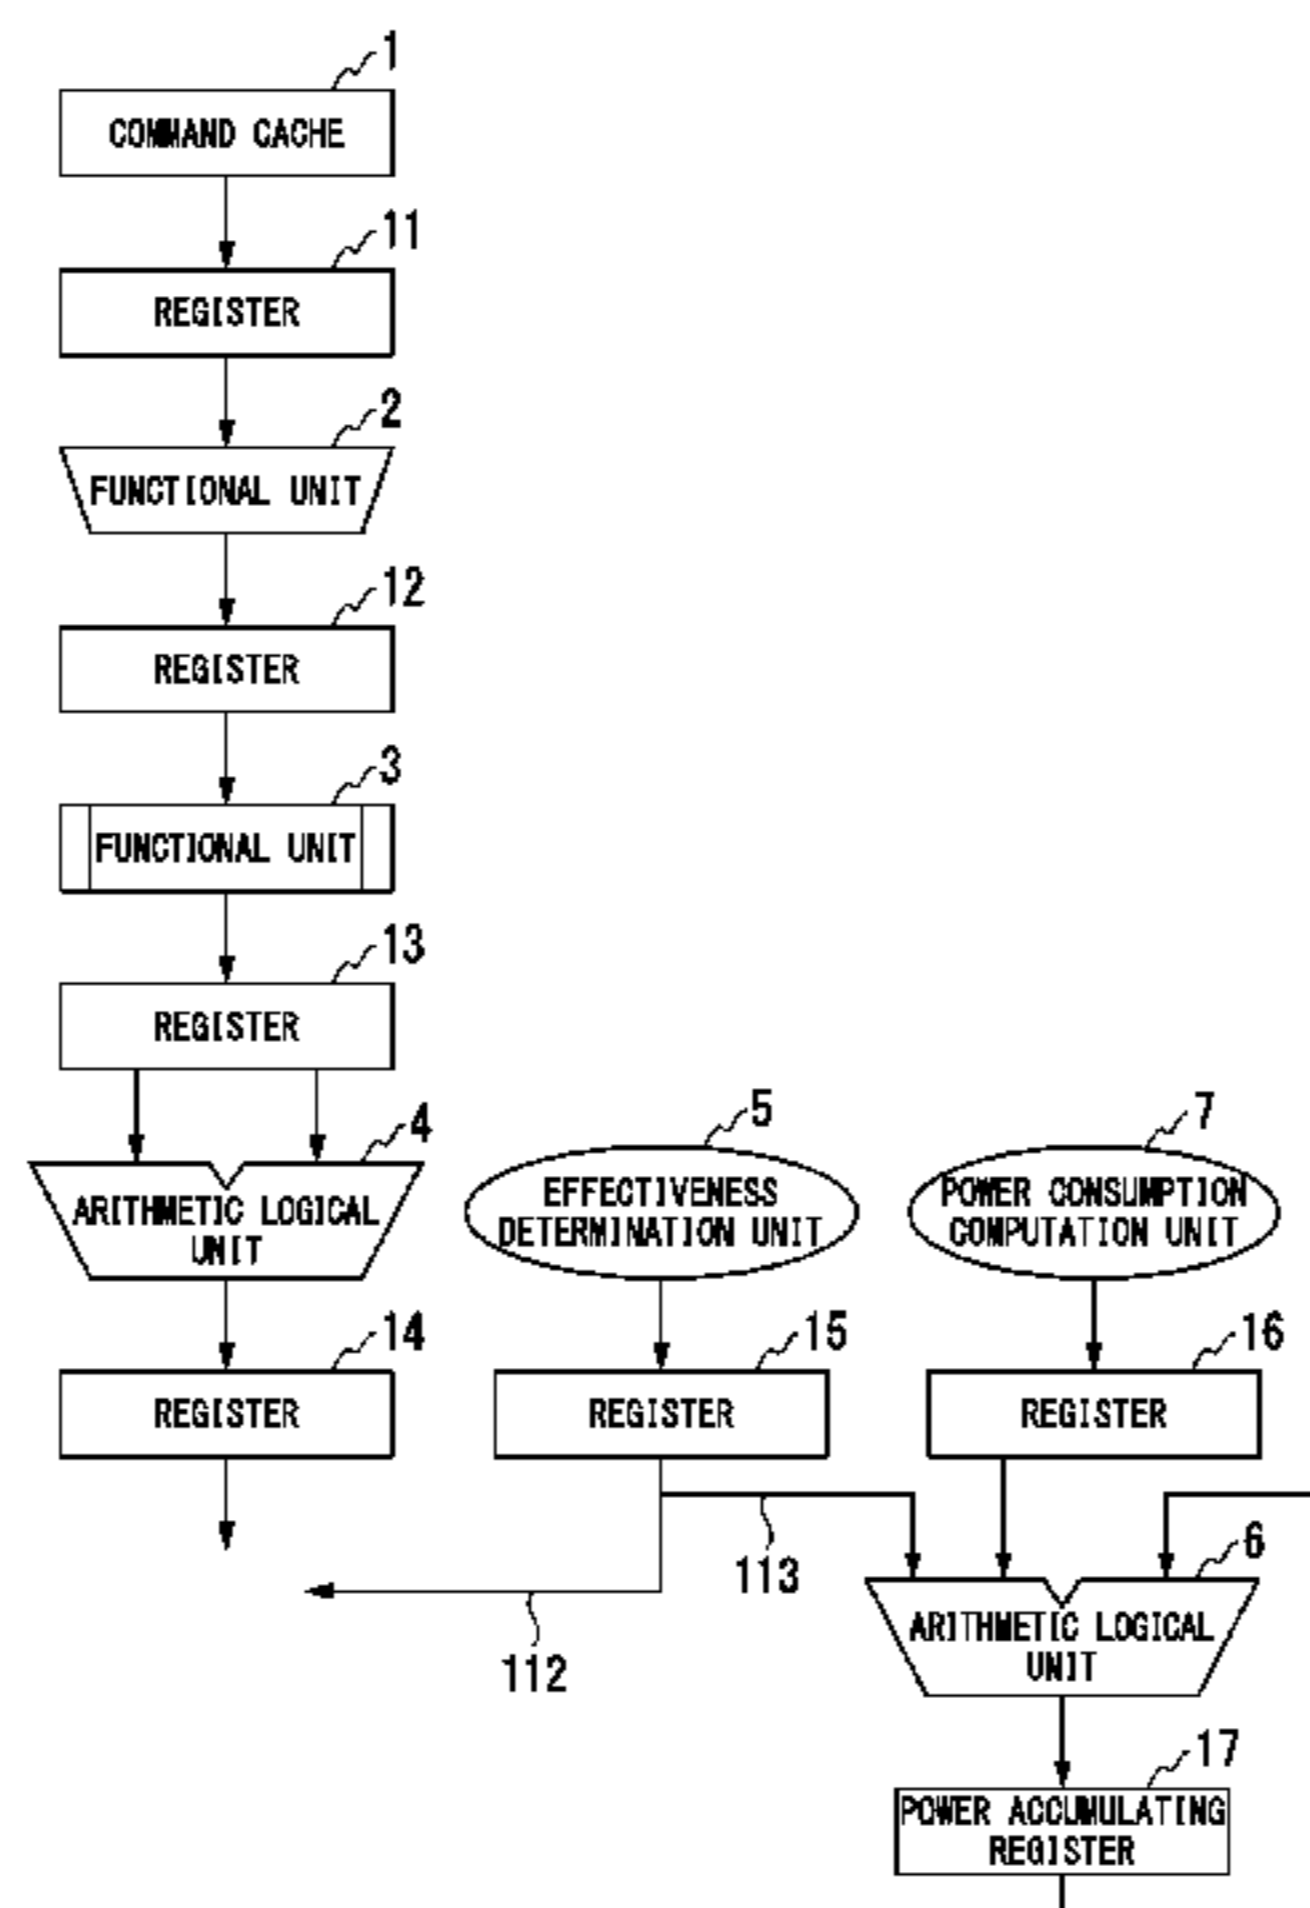 1
COMMAND CACHE
11
REGISTER
2
FUNCTIONAL UNIT
12
REGISTER
3
FUNCTIONAL UNIT
13
REGISTER
4
ARITHMETIC LOGICAL
UNIT
5
EFFECTIVENESS
DETERMINATION UNIT
7
POWER CONSUMPTION
COMPUTATION UNIT
14
REGISTER
15
REGISTER
16
REGISTER
113
112
6
ARITHMETIC LOGICAL
UNIT
17
POWER ACCUMULATING
REGISTER